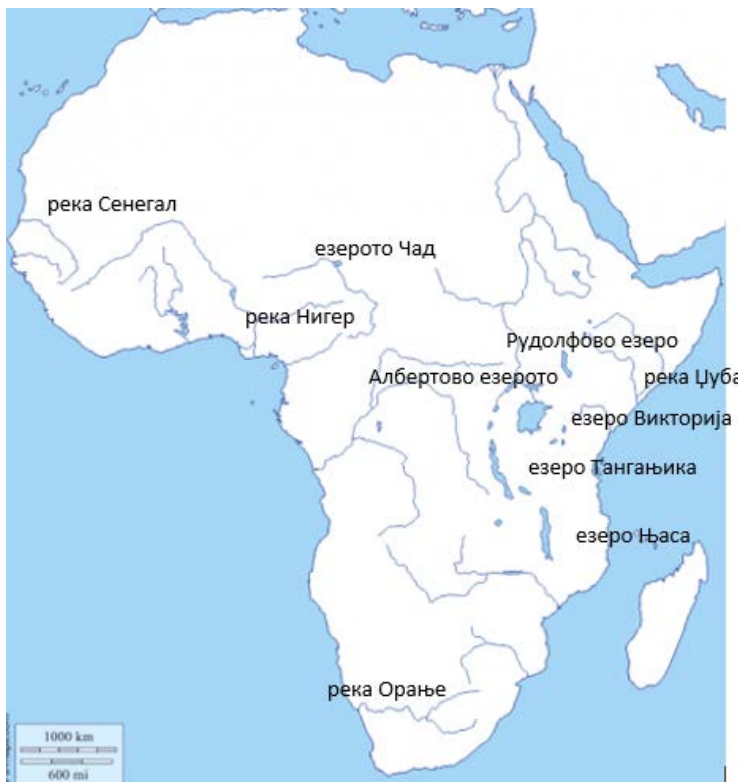 река Сенегал
езерото Чад
река Нигер
Рудолфово езеро
Албертово езерото
река Џуба
езеро Викторија
езеро Тангањика
езеро Њаса
река Орање
1000 km
600 mi